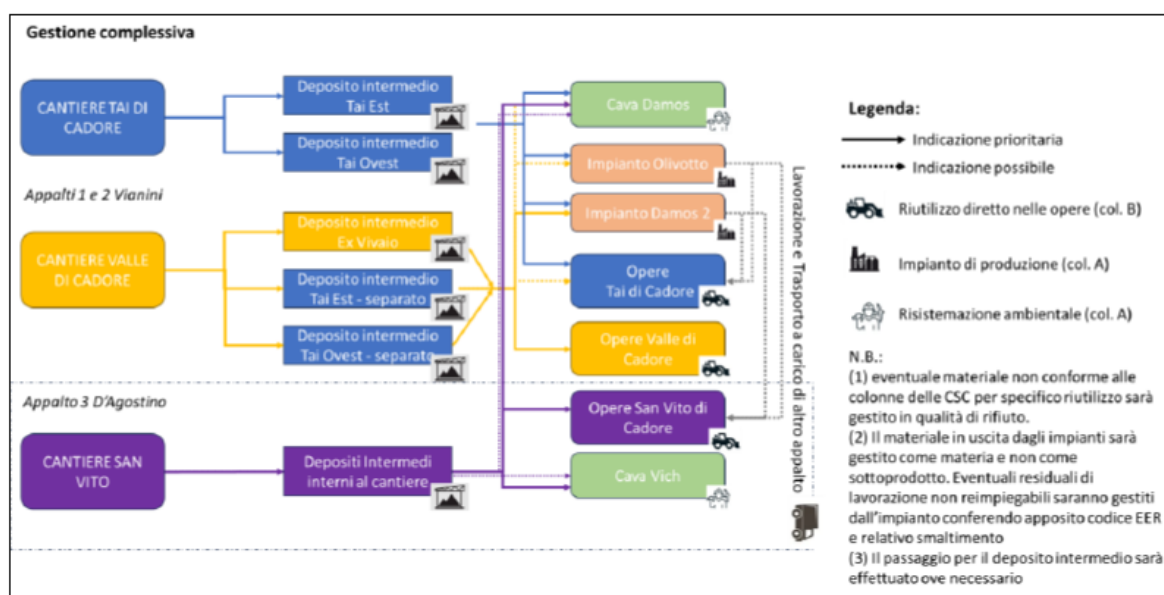 Gestione complessiva
CANTIERE TAI DI
CADORE
Deposito intermedio
Tai Est
Deposito intermedio
Tai Ovest
Appalti 1 e 2 Vianini
CANTIERE VALLE
DI CADORE
Deposito intermedio
Ex Vivaio
Deposito intermedio
Tai Est - separato
Deposito intermedio
Tai Ovest - separato
Appalto 3 D'Agostino
CANTIERE SAN
VITO
Depositi Intermedi
interni al cantiere
Cava Damos
Impianto Olivotto
Impianto Damos 2
Opere
Tai di Cadore
Opere Valle di
Cadore
Opere San Vito di
Cadore
Cava Vich
Lavorazione e Trasporto a carico di altro appalto
Legenda:
Indicazione prioritaria
Indicazione possibile
Riutilizzo diretto nelle opere (col. B)
Impianto di produzione (col. A)
Risistemazione ambientale (col. A)
N.B.:
(1) eventuale materiale non conforme alle
colonne delle CSC per specifico riutilizzo sarà
gestito in qualità di rifiuto.
(2) Il materiale in uscita dagli impianti sarà
gestito come materia e non come
sottoprodotto. Eventuali residuali di
lavorazione non reimpiegabili saranno gestiti
dall'impianto conferendo apposito codice EER
e relativo smaltimento
(3) Il passaggio per il deposito intermedio sarà
effettuato ove necessario